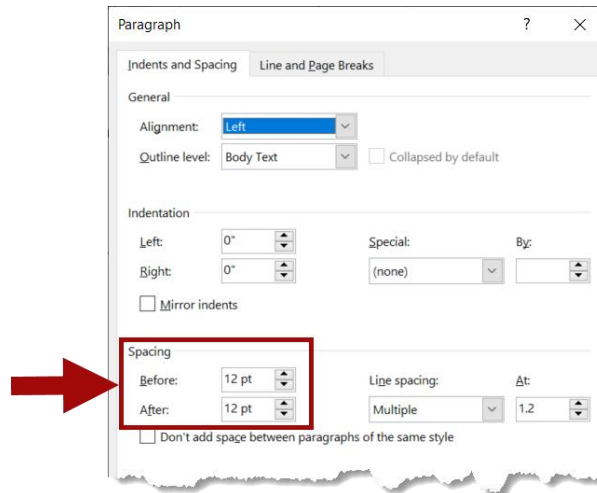 Paragraph ? ×
Indents and Spacing Line and Page Breaks
General
Alignment: Left
Outline level: Body Text Collapsed by default
Indentation
Left: 0" Special: By:
Right: 0" (none)
Mirror indents
Spacing
Before: 12 pt Line spacing: At:
After: 12 pt Multiple 1.2
Don't add space between paragraphs of the same style